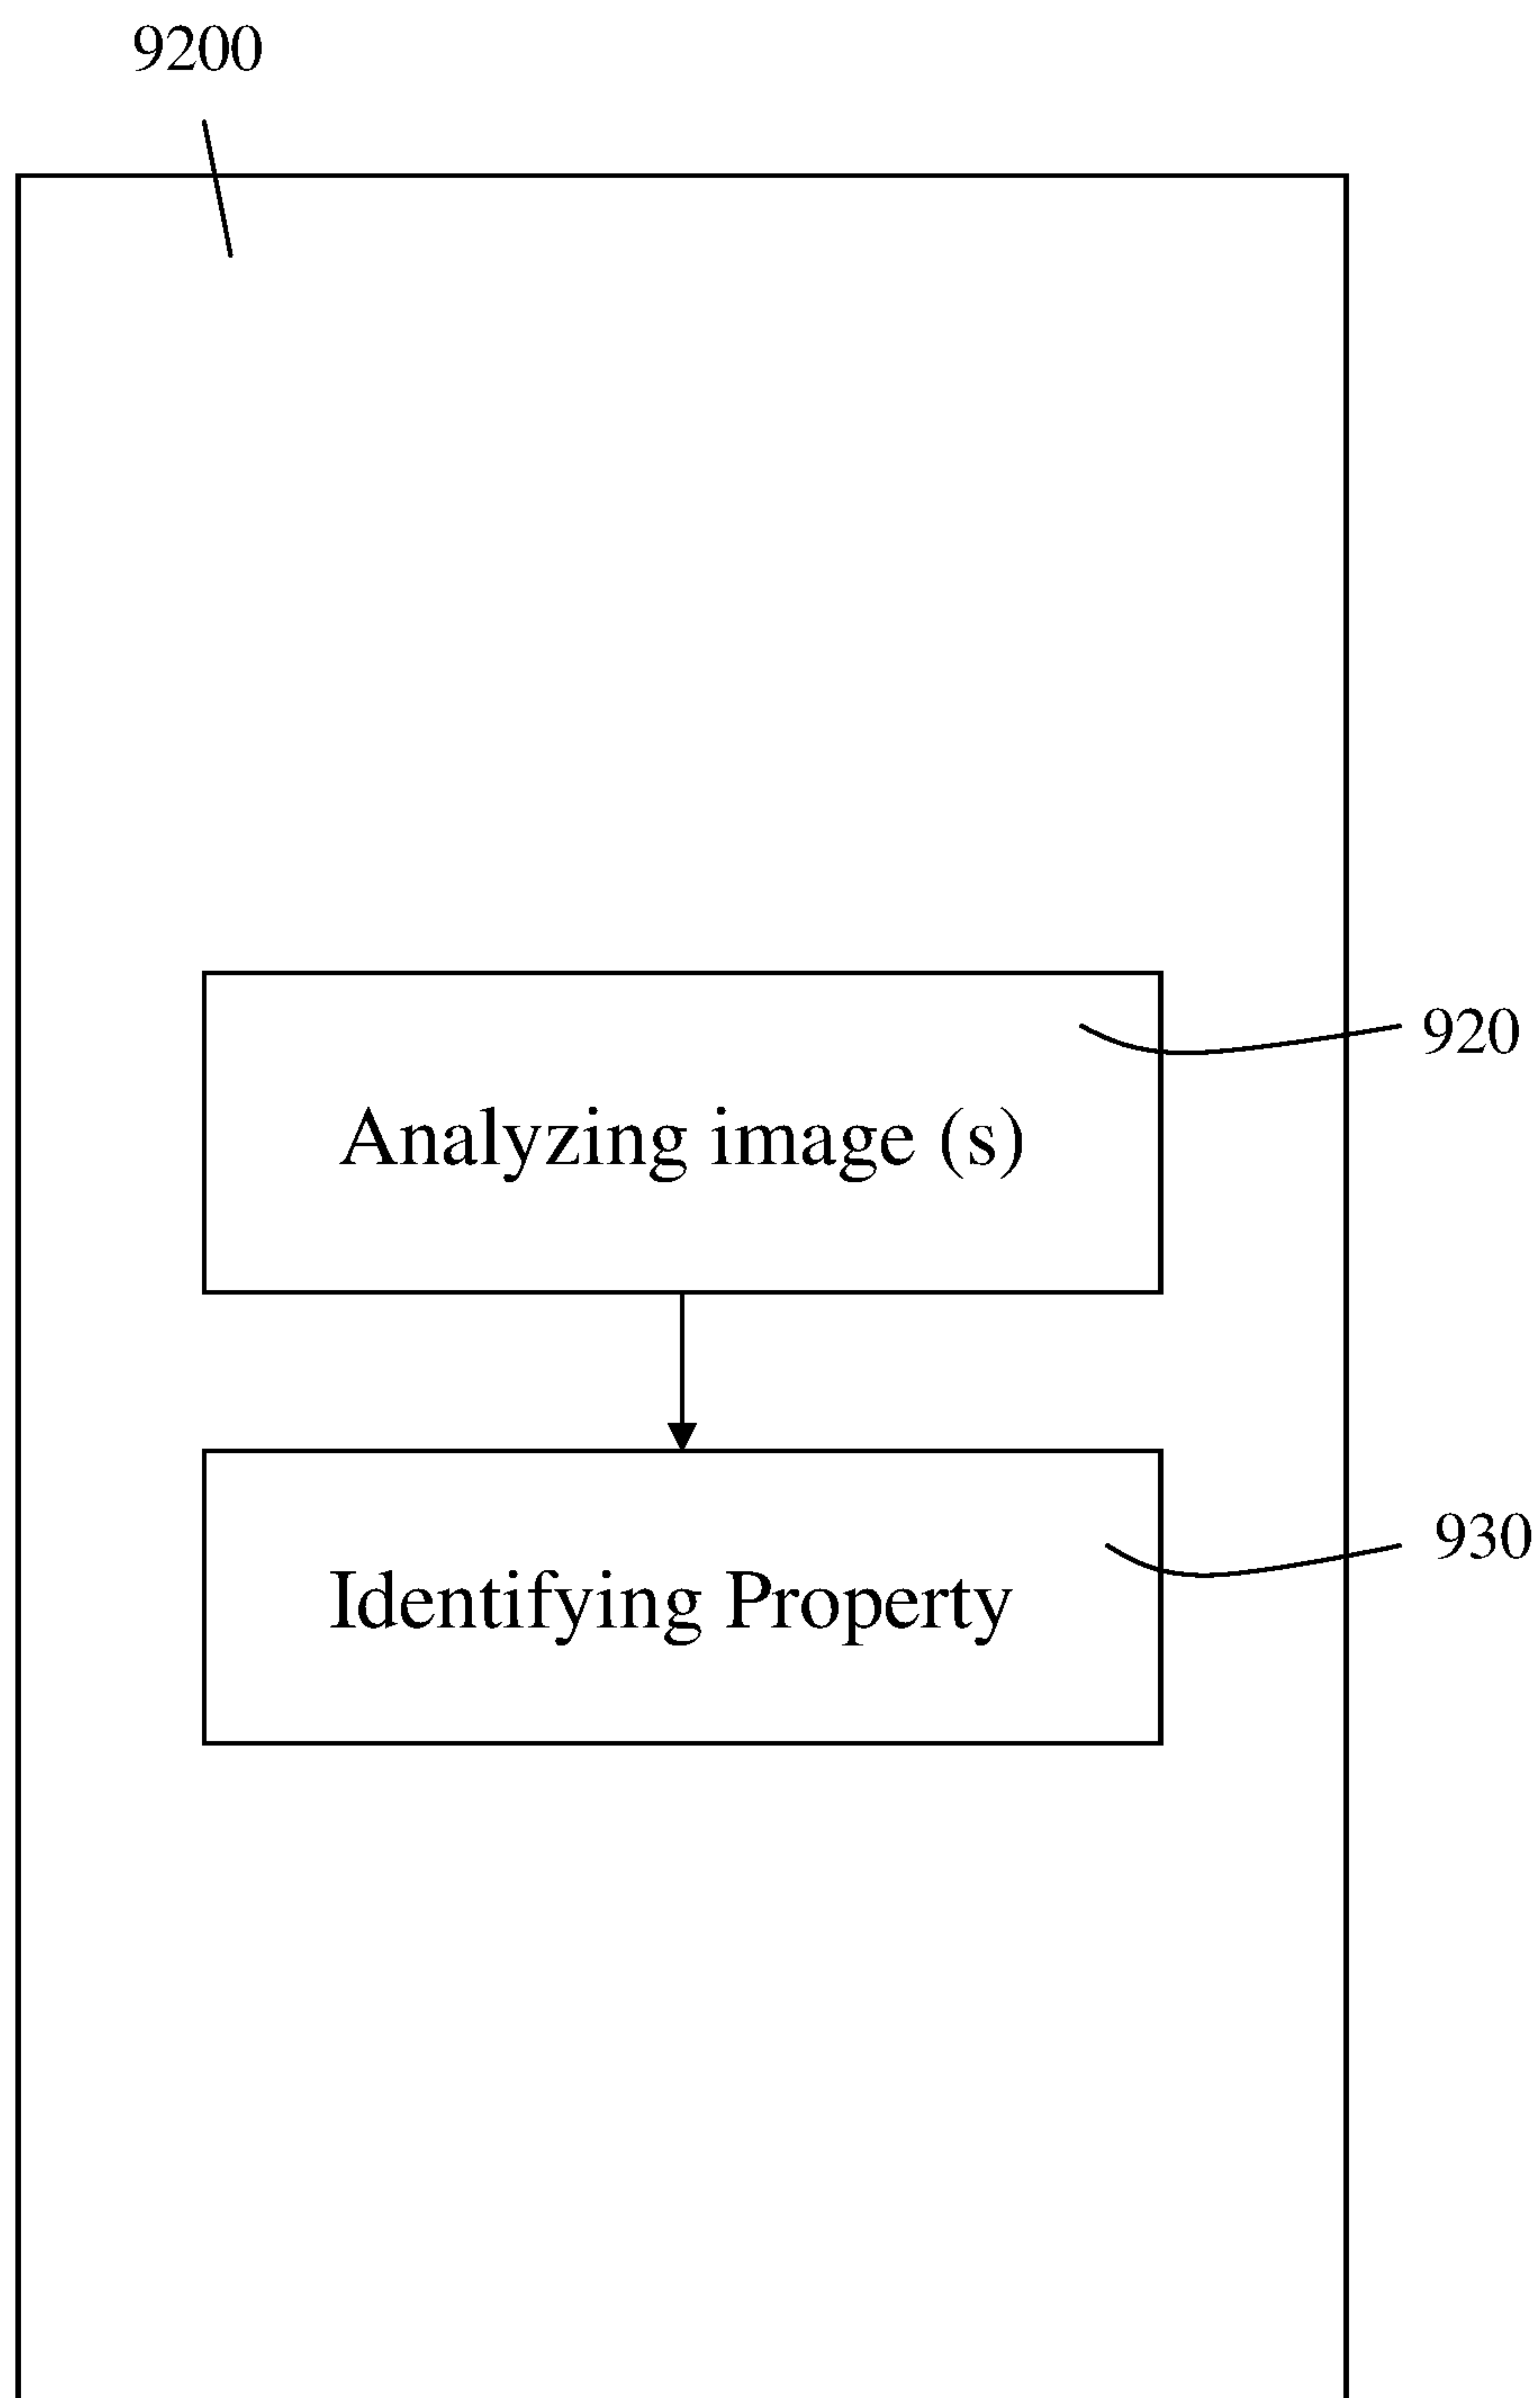 9200
920
Analyzing image (s)
930
Identifying Property